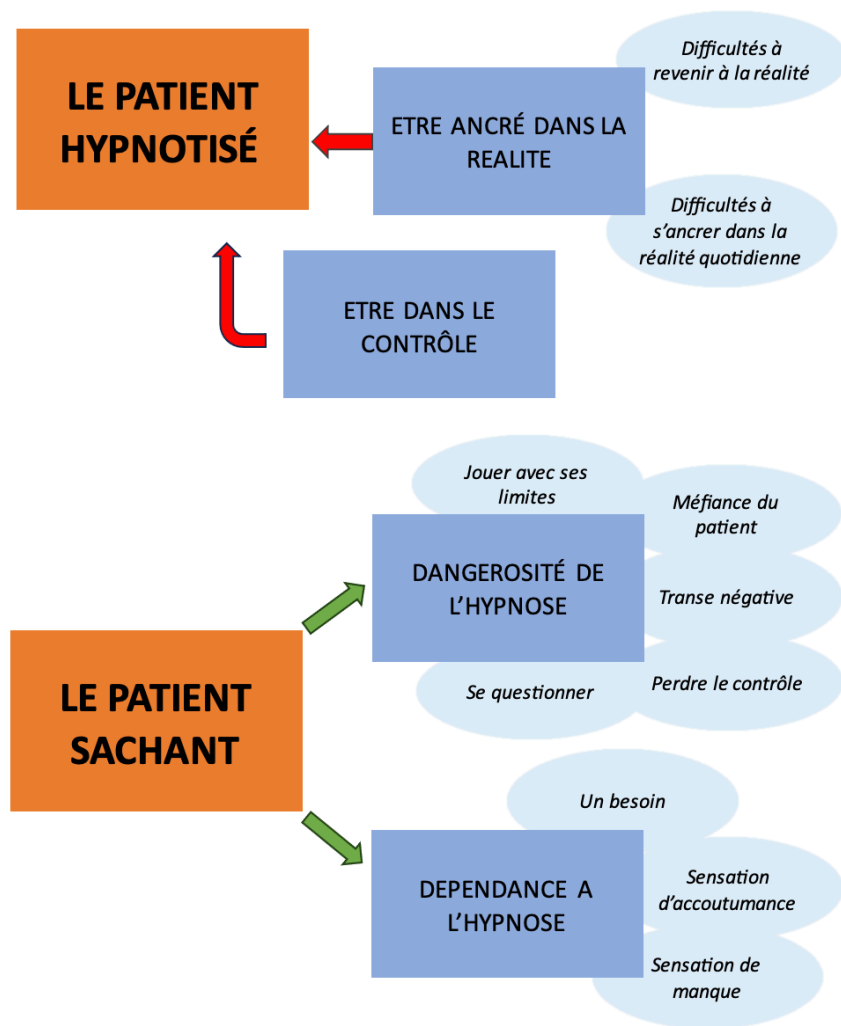 LE PATIENT
HYPNOTISÉ
ETRE ANCRÉ DANS LA
REALITE
Difficultés à
revenir à la réalité
Difficultés à
s'ancrer dans la
réalité quotidienne
ETRE DANS LE
CONTRÔLE
LE PATIENT
SACHANT
DANGEROSITÉ DE
L'HYPNOSE
Jouer avec ses
limites
Méfiance du
patient
Transe négative
Perdre le contrôle
Se questionner
DEPENDANCE A
L'HYPNOSE
Un besoin
Sensation
d'accoutumance
Sensation de
manque